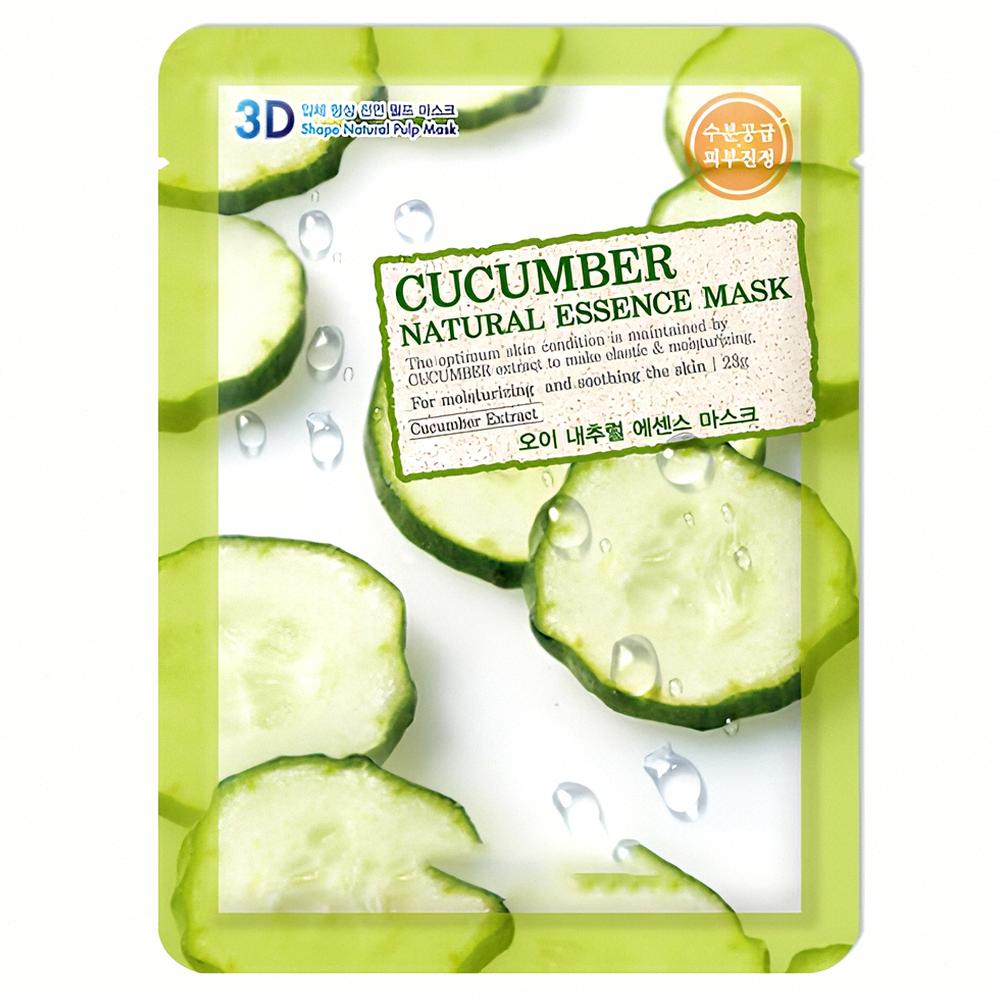 3D
입체 형상 천연 펄프 마스크
Shape Natural Pulp Mask
수분공급
피부진정
CUCUMBER
NATURAL ESSENCE MASK
The optimum skin condition is maintained by
CUCUMBER extract to make elastic & moisturizing.
For moisturizing and soothing the skin | 23g
Cucumber Extract
오이 내추럴 에센스 마스크